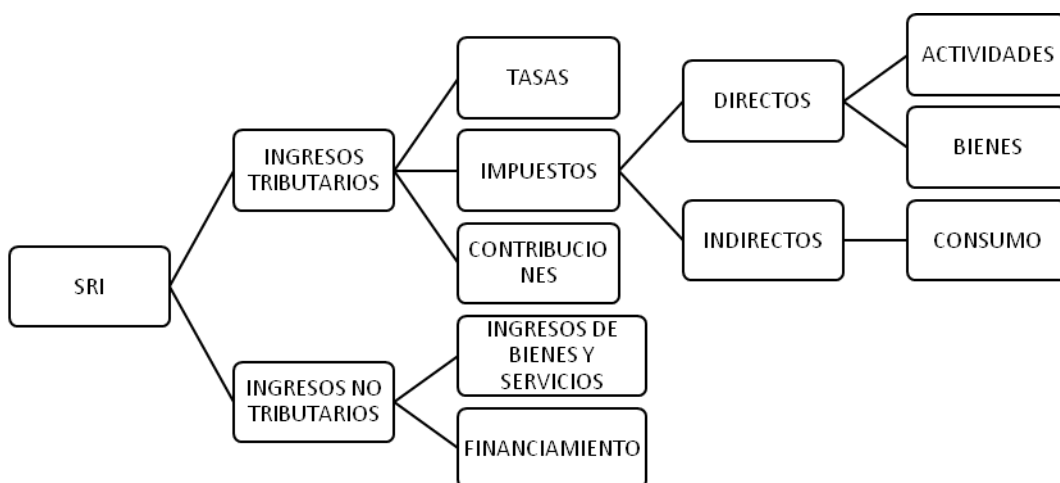 SRI
INGRESOS
TRIBUTARIOS
TASAS
IMPUESTOS
DIRECTOS
ACTIVIDADES
BIENES
INDIRECTOS
CONSUMO
CONTRIBUCIO
NES
INGRESOS NO
TRIBUTARIOS
INGRESOS DE
BIENES Y
SERVICIOS
FINANCIAMIENTO